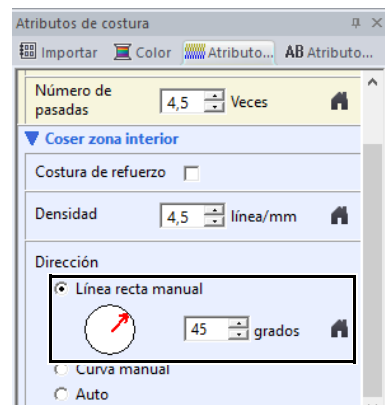 Atributos de costura
Importar Color Atributo... AB Atributo...
Número de
pasadas
4,5 Veces
Coser zona interior
Costura de refuerzo
Densidad 4,5 línea/mm
Dirección
Línea recta manual
45 grados
Curva manual
Auto